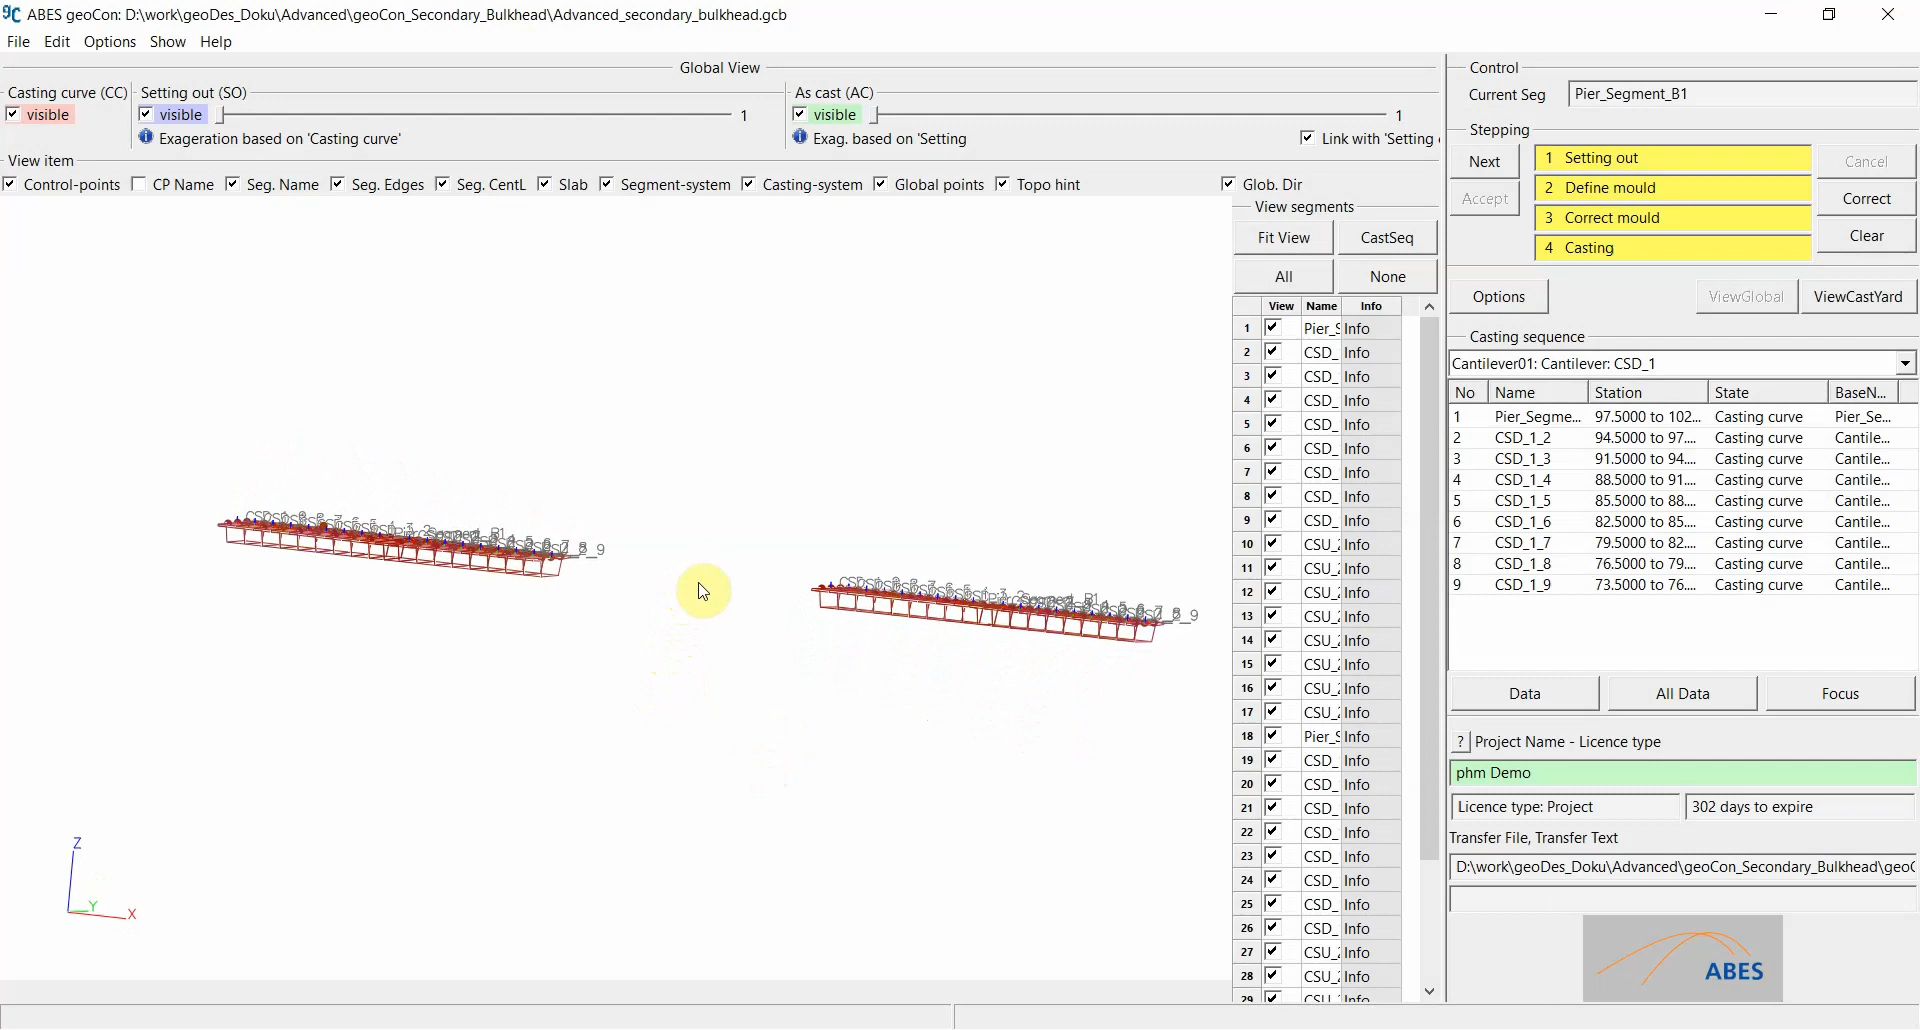 ABES geoCon: D:\work\geoDes_Doku\Advanced\geoCon_Secondary_Bulkhead\Advanced_secondary_bulkhead.gcb
File Edit Options Show Help
Global View
Casting curve (CC) Setting out (SO) As cast (AC)
visible visible 1 visible 1
Exageration based on 'Casting curve' Exag. based on 'Setting Link with 'Setting
View item
Control-points CP Name Seg. Name Seg. Edges Seg. CentL Slab Segment-system Casting-system Global points Topo hint Glob. Dir
View segments
Fit View CastSeq
All None
View Name Info
1 Pier_S Info
2 CSD_ Info
3 CSD_ Info
4 CSD_ Info
5 CSD_ Info
6 CSD_ Info
7 CSD_ Info
8 CSD_ Info
9 CSD_ Info
10 CSU_2 Info
11 CSU_2 Info
12 CSU_2 Info
13 CSU_2 Info
14 CSU_2 Info
15 CSU_2 Info
16 CSU_2 Info
17 CSU_2 Info
18 Pier_S Info
19 CSD_ Info
20 CSD_ Info
21 CSD_ Info
22 CSD_ Info
23 CSD_ Info
24 CSD_ Info
25 CSD_ Info
26 CSD_ Info
27 CSU_2 Info
28 CSU_2 Info
29
Z
Y
X
Control
Current Seg Pier_Segment_B1
Stepping
Next 1 Setting out Cancel
2 Define mould
Accept Correct
3 Correct mould
4 Casting Clear
Options ViewGlobal ViewCastYard
Casting sequence
Cantilever01: Cantilever: CSD_1
No Name Station State BaseN...
1 Pier_Segme... 97.5000 to 102... Casting curve Pier_Se...
2 CSD_1_2 94.5000 to 97.... Casting curve Cantile...
3 CSD_1_3 91.5000 to 94.... Casting curve Cantile...
4 CSD_1_4 88.5000 to 91.... Casting curve Cantile...
5 CSD_1_5 85.5000 to 88.... Casting curve Cantile...
6 CSD_1_6 82.5000 to 85.... Casting curve Cantile...
7 CSD_1_7 79.5000 to 82.... Casting curve Cantile...
8 CSD_1_8 76.5000 to 79.... Casting curve Cantile...
9 CSD_1_9 73.5000 to 76.... Casting curve Cantile...
Data All Data Focus
? Project Name - Licence type
phm Demo
Licence type: Project 302 days to expire
Transfer File, Transfer Text
D:\work\geoDes_Doku\Advanced\geoCon_Secondary_Bulkhead\geoC
ABES